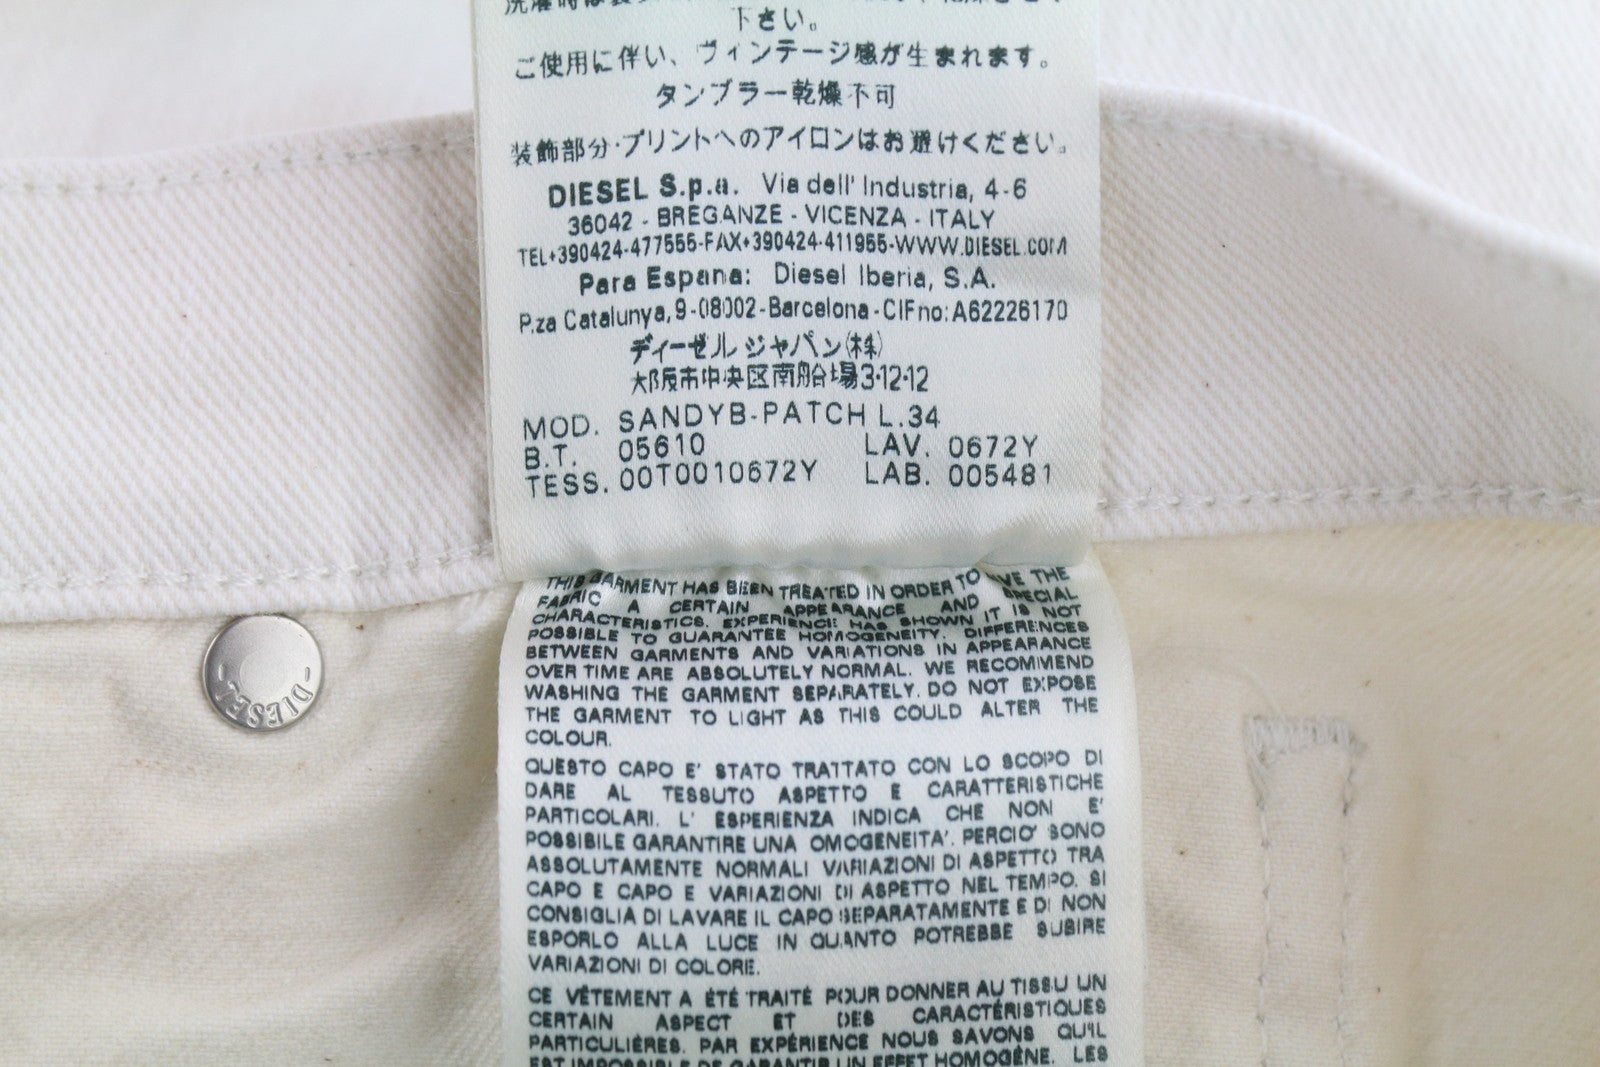 下さい。
ご使用に伴い、ヴィンテージ感が生まれます。
タンブラー乾燥不可
装飾部分・プリントへのアイロンはお避けください。
DIESEL S.p.a. Via dell' Industria, 4-6
36042 - BREGANZE - VICENZA - ITALY
TEL+390424-477555-FAX+390424-411955-WWW.DIESEL.COM
Para Espana: Diesel Iberia, S.A.
P.za Catalunya, 9-08002-Barcelona-CIF no: A62226170
ディーゼル ジャパン(株)
大阪市中央区南船場3-12-12
MOD. SANDYB-PATCH L.34
B.T. 05610 LAV. 0672Y
TESS. 00T0010672Y LAB. 005481
THIS GARMENT HAS BEEN TREATED IN ORDER TO GIVE THE
FABRIC A CERTAIN APPEARANCE AND SPECIAL
CHARACTERISTICS. EXPERIENCE HAS SHOWN IT IS NOT
POSSIBLE TO GUARANTEE HOMOGENEITY. DIFFERENCES
BETWEEN GARMENTS AND VARIATIONS IN APPEARANCE
OVER TIME ARE ABSOLUTELY NORMAL. WE RECOMMEND
WASHING THE GARMENT SEPARATELY. DO NOT EXPOSE
THE GARMENT TO LIGHT AS THIS COULD ALTER THE
COLOUR.
QUESTO CAPO E' STATO TRATTATO CON LO SCOPO DI
DARE AL TESSUTO ASPETTO E CARATTERISTICHE
PARTICOLARI. L' ESPERIENZA INDICA CHE NON E'
POSSIBILE GARANTIRE UNA OMOGENEITA'. PERCIO' SONO
ASSOLUTAMENTE NORMALI VARIAZIONI DI ASPETTO TRA
CAPO E CAPO E VARIAZIONI DI ASPETTO NEL TEMPO. SI
CONSIGLIA DI LAVARE IL CAPO SEPARATAMENTE E DI NON
ESPORLO ALLA LUCE IN QUANTO POTREBBE SUBIRE
VARIAZIONI DI COLORE.
CE VÊTEMENT A ÉTÉ TRAITÉ POUR DONNER AU TISSU UN
CERTAIN ASPECT ET DES CARACTÉRISTIQUES
PARTICULIÈRES. PAR EXPÉRIENCE NOUS SAVONS QU'IL
EST IMPOSSIBLE DE GARANTIR UN EFFET HOMOGÈNE. LES
DIESEL